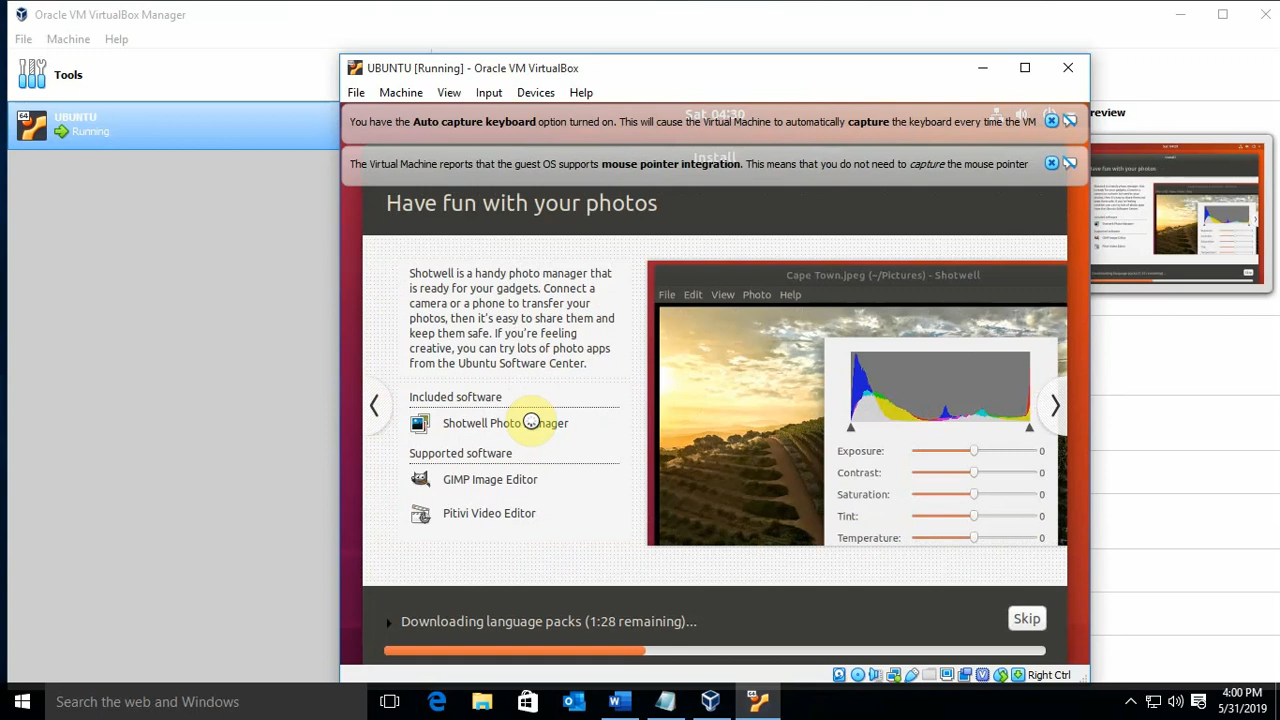 Oracle VM VirtualBox Manager
File Machine Help
Tools
UBUNTU
Running
64
review
UBUNTU [Running] - Oracle VM VirtualBox
File Machine View Input Devices Help
Sat 04:30
You have the Auto capture keyboard option turned on. This will cause the Virtual Machine to automatically capture the keyboard every time the VM
Install
The Virtual Machine reports that the guest OS supports mouse pointer integration. This means that you do not need to capture the mouse pointer
Have fun with your photos
Shotwell is a handy photo manager that
is ready for your gadgets. Connect a
camera or a phone to transfer your
photos, then it's easy to share them and
keep them safe. If you're feeling
creative, you can try lots of photo apps
from the Ubuntu Software Center.
Included software
Shotwell Photo Manager
Supported software
GIMP Image Editor
Pitivi Video Editor
Cape Town.jpeg (~/Pictures) - Shotwell
File Edit View Photo Help
Exposure: 0
Contrast: 0
Saturation: 0
Tint: 0
Temperature: 0
Downloading language packs (1:28 remaining)...
Skip
Right Ctrl
Search the web and Windows
4:00 PM
5/31/2019